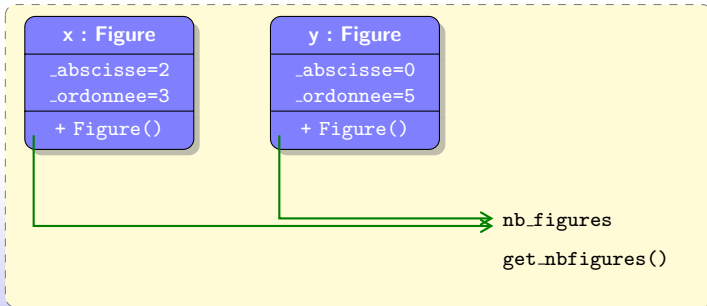 x : Figure
_abscisse=2
_ordonnee=3
+ Figure()
y : Figure
_abscisse=0
_ordonnee=5
+ Figure()
nb_figures
get_nbfigures()